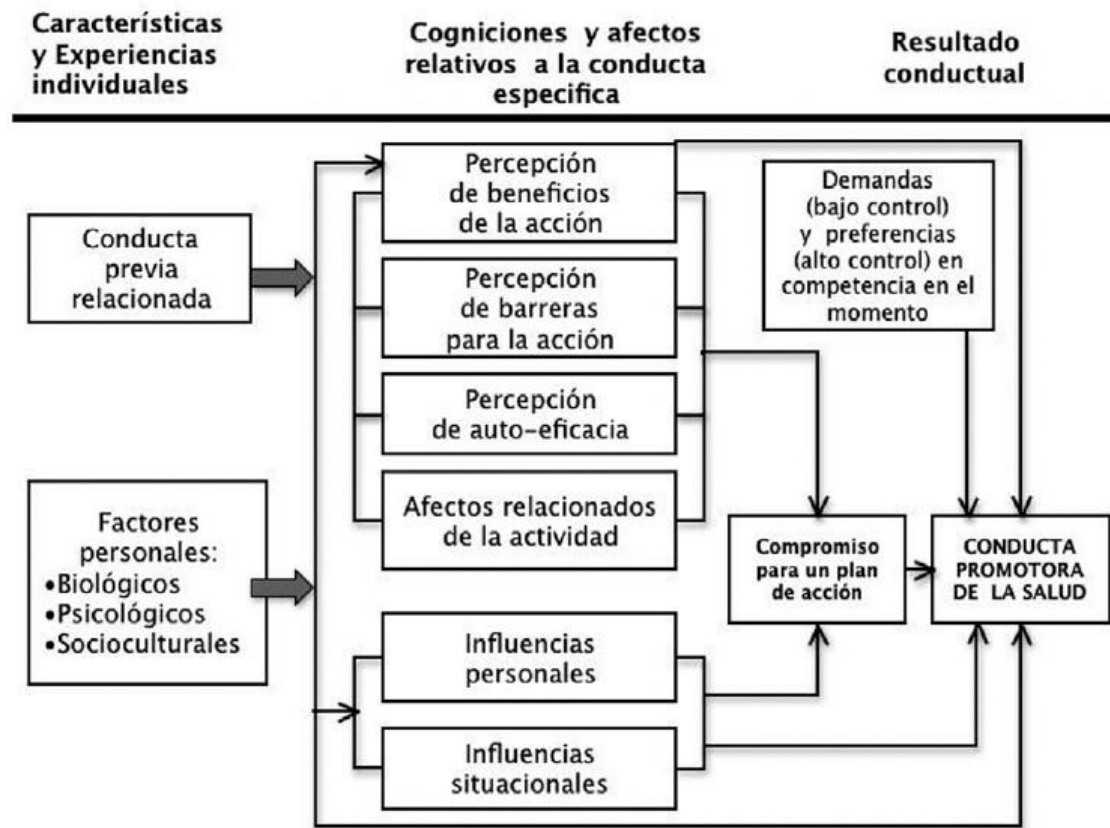 Características
y Experiencias
individuales
Cogniciones y afectos
relativos a la conducta
especifica
Resultado
conductual
Conducta
previa
relacionada
Factores
personales:
•Biológicos
•Psicológicos
•Socioculturales
Percepción
de beneficios
de la acción
Percepción
de barreras
para la acción
Percepción
de auto-eficacia
Afectos relacionados
de la actividad
Influencias
personales
Influencias
situacionales
Demandas
(bajo control)
y preferencias
(alto control) en
competencia en el
momento
Compromiso
para un plan
de acción
CONDUCTA
PROMOTORA
DE LA SALUD